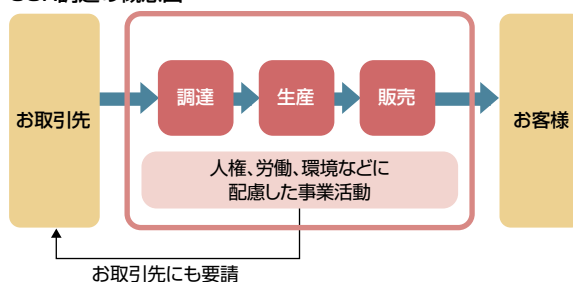 お取引先
調達
生産
販売
お客様
人権、労働、環境などに
配慮した事業活動
お取引先にも要請